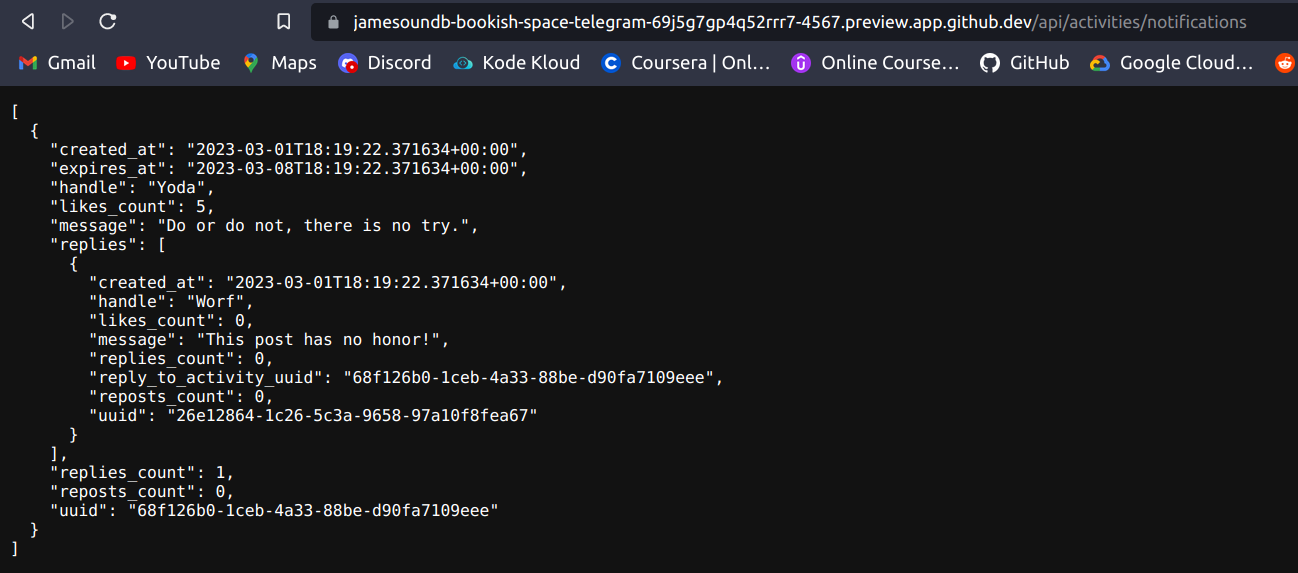 jamesoundb-bookish-space-telegram-69j5g7gp4q52rrr7-4567.preview.app.github.dev/api/activities/notifications
Gmail YouTube Maps Discord Kode Kloud Coursera | Onl... Online Course... GitHub Google Cloud...
[
  {
    "created_at": "2023-03-01T18:19:22.371634+00:00",
    "expires_at": "2023-03-08T18:19:22.371634+00:00",
    "handle": "Yoda",
    "likes_count": 5,
    "message": "Do or do not, there is no try.",
    "replies": [
      {
        "created_at": "2023-03-01T18:19:22.371634+00:00",
        "handle": "Worf",
        "likes_count": 0,
        "message": "This post has no honor!",
        "replies_count": 0,
        "reply_to_activity_uuid": "68f126b0-1ceb-4a33-88be-d90fa7109eee",
        "reposts_count": 0,
        "uuid": "26e12864-1c26-5c3a-9658-97a10f8fea67"
      }
    ],
    "replies_count": 1,
    "reposts_count": 0,
    "uuid": "68f126b0-1ceb-4a33-88be-d90fa7109eee"
  }
]